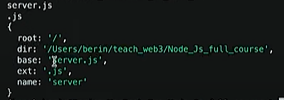 server.js
.js
{
root: '/',
dir: '/Users/berin/teach_web3/Node_Js_full_course',
base: 'server.js',
ext: '.js',
name: 'server'
}